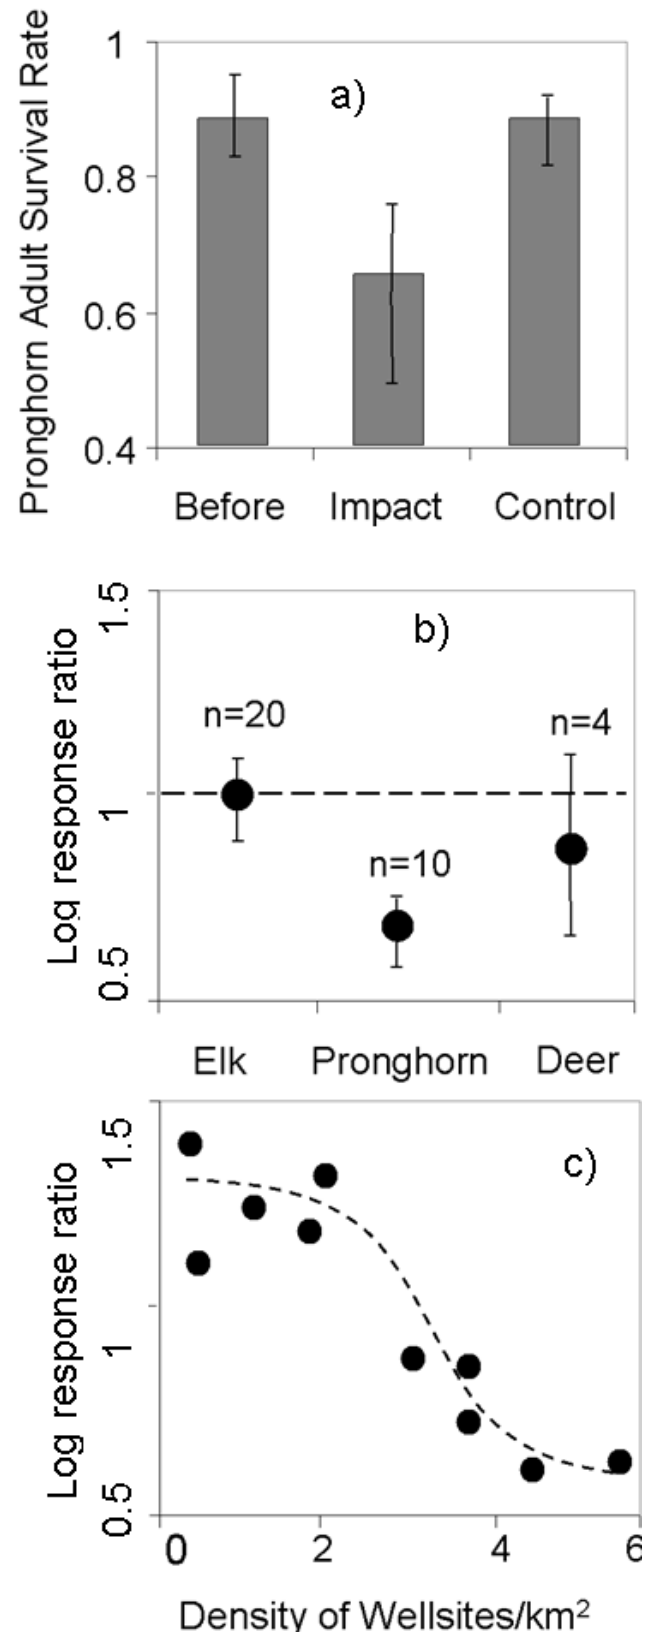 Pronghorn Adult Survival Rate
1
0.8
0.6
0.4
a)
Before Impact Control
Log response ratio
1.5
1
0.5
b)
n=20
n=10
n=4
Elk Pronghorn Deer
Log response ratio
1.5
1
0.5
c)
0 2 4 6
Density of Wellsites/km²